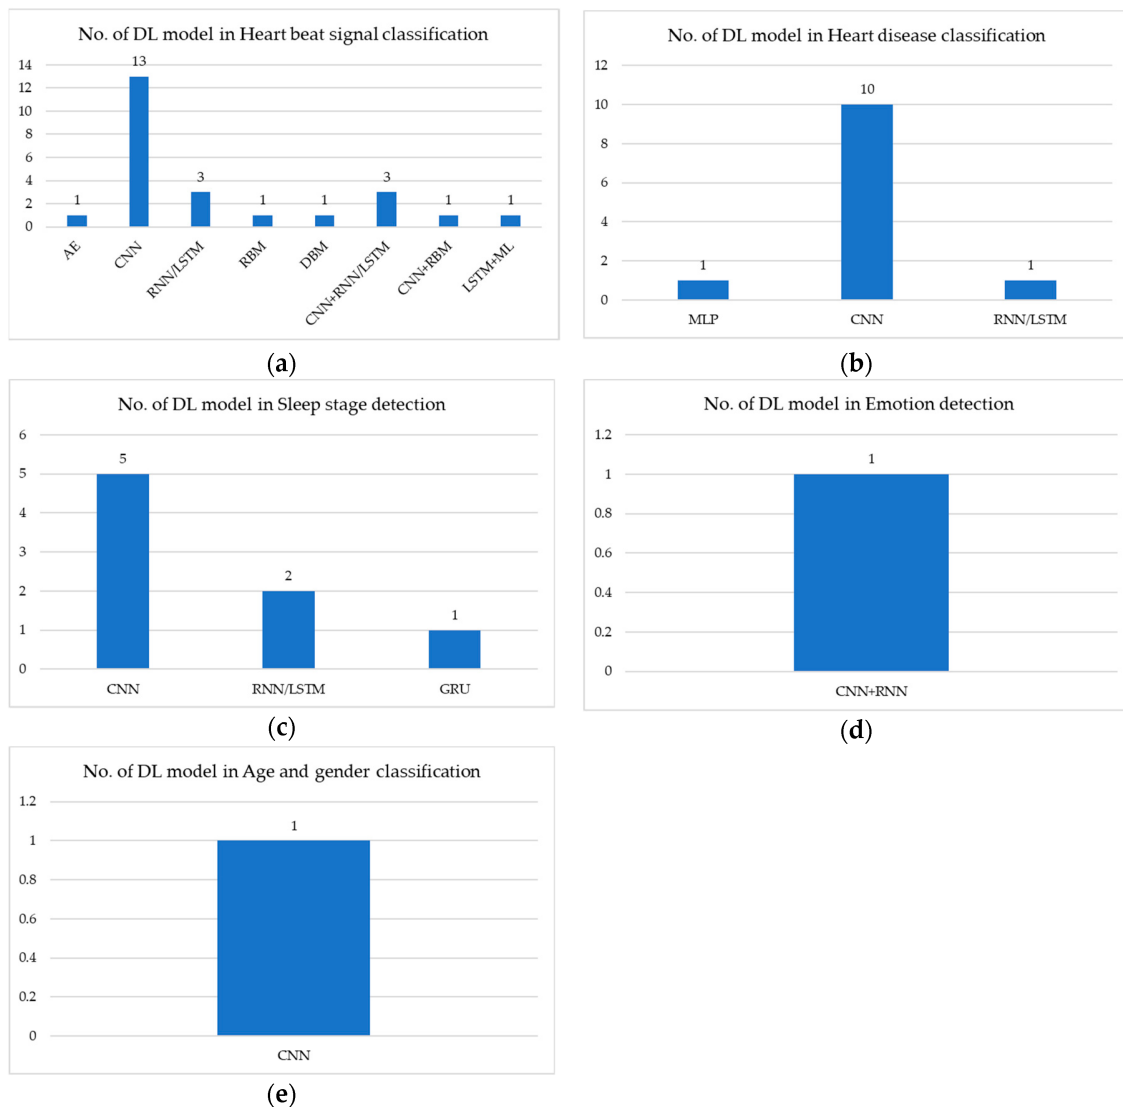 No. of DL model in Heart beat signal classification
14
12
10
8
6
4
2
0
1
13
3
1
1
3
1
1
AE
CNN
RNN/LSTM
RBM
DBM
CNN+RNN/LSTM
CNN+RBM
LSTM+ML
(a)
No. of DL model in Heart disease classification
12
10
8
6
4
2
0
1
10
1
MLP
CNN
RNN/LSTM
(b)
No. of DL model in Sleep stage detection
6
5
4
3
2
1
0
5
2
1
CNN
RNN/LSTM
GRU
(c)
No. of DL model in Emotion detection
1.2
1
0.8
0.6
0.4
0.2
0
1
CNN+RNN
(d)
No. of DL model in Age and gender classification
1.2
1
0.8
0.6
0.4
0.2
0
1
CNN
(e)